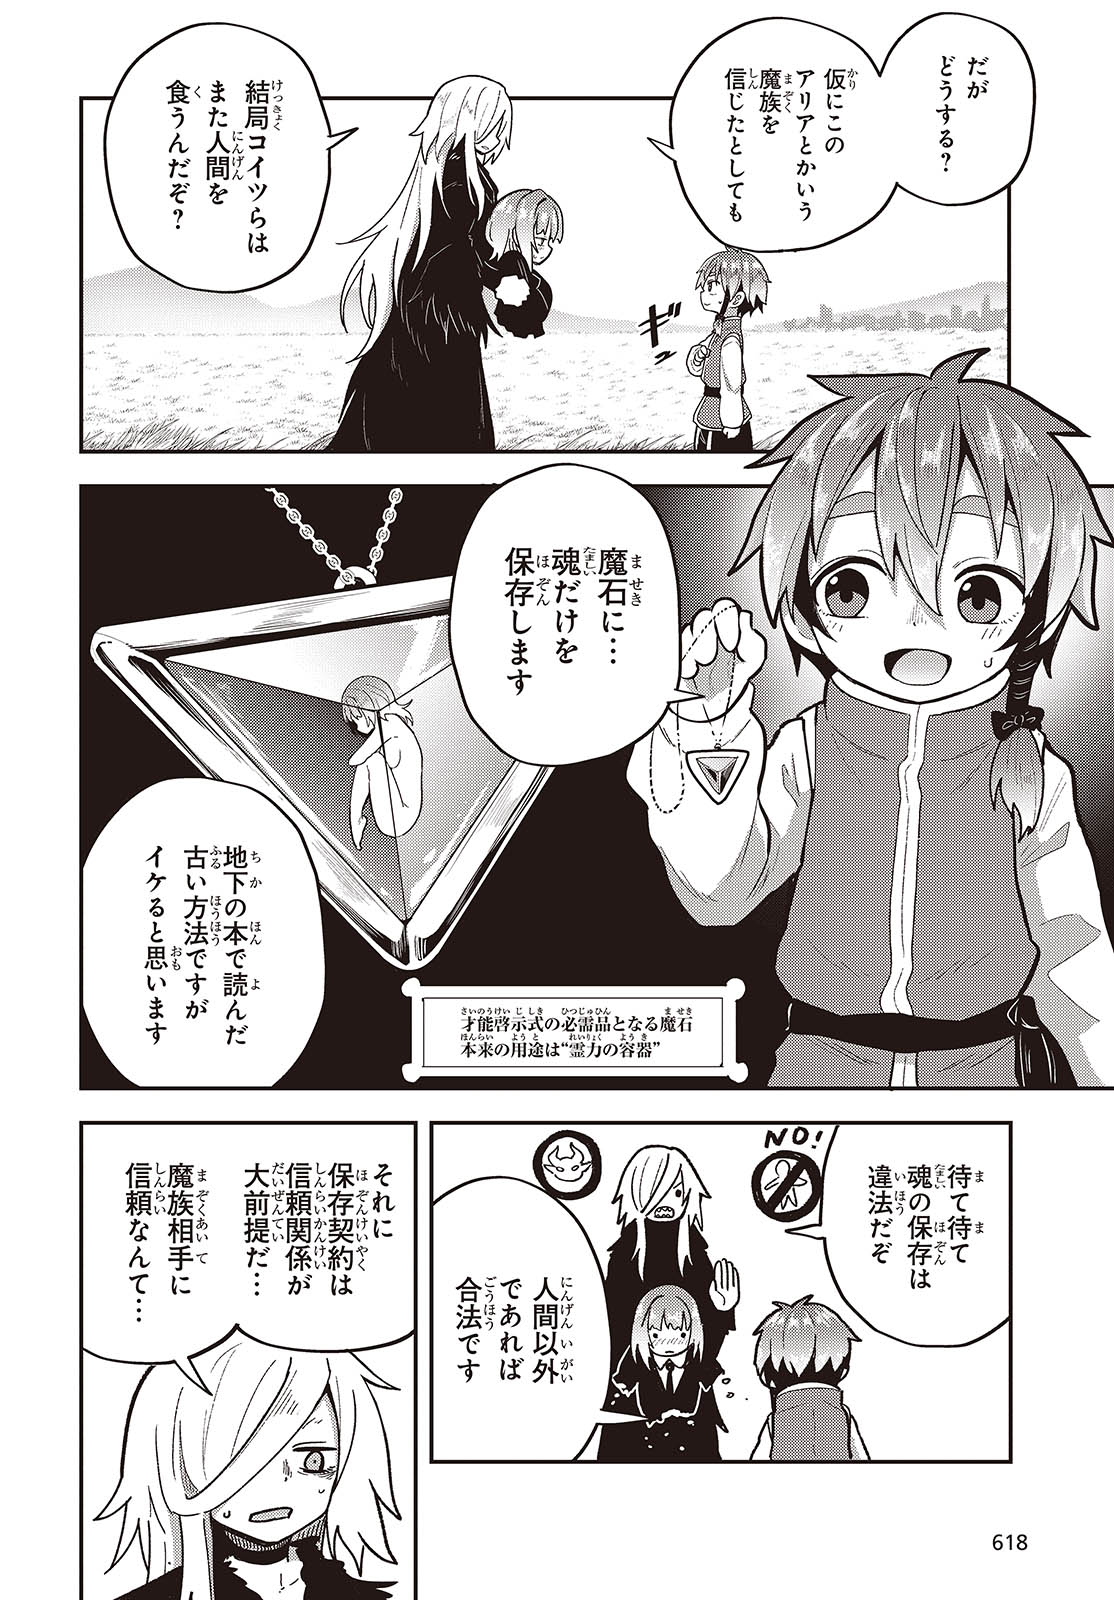 だが
どうする?
仮にこの
アリアとかいう
魔族を
信じたとしても
結局コイツらは
また人間を
食うんだぞ?
ギュ
魔石に…
魂だけを
保存します
地下の本で読んだ
古い方法ですが
イケると思います
才能啓示式の必需品となる魔石
本来の用途は“霊力の容器”
NO!
待て待て
魂の保存は
違法だぞ
人間以外
であれば
合法です
それに
保存契約は
信頼関係が
大前提だ…
魔族相手に
信頼なんて…
618